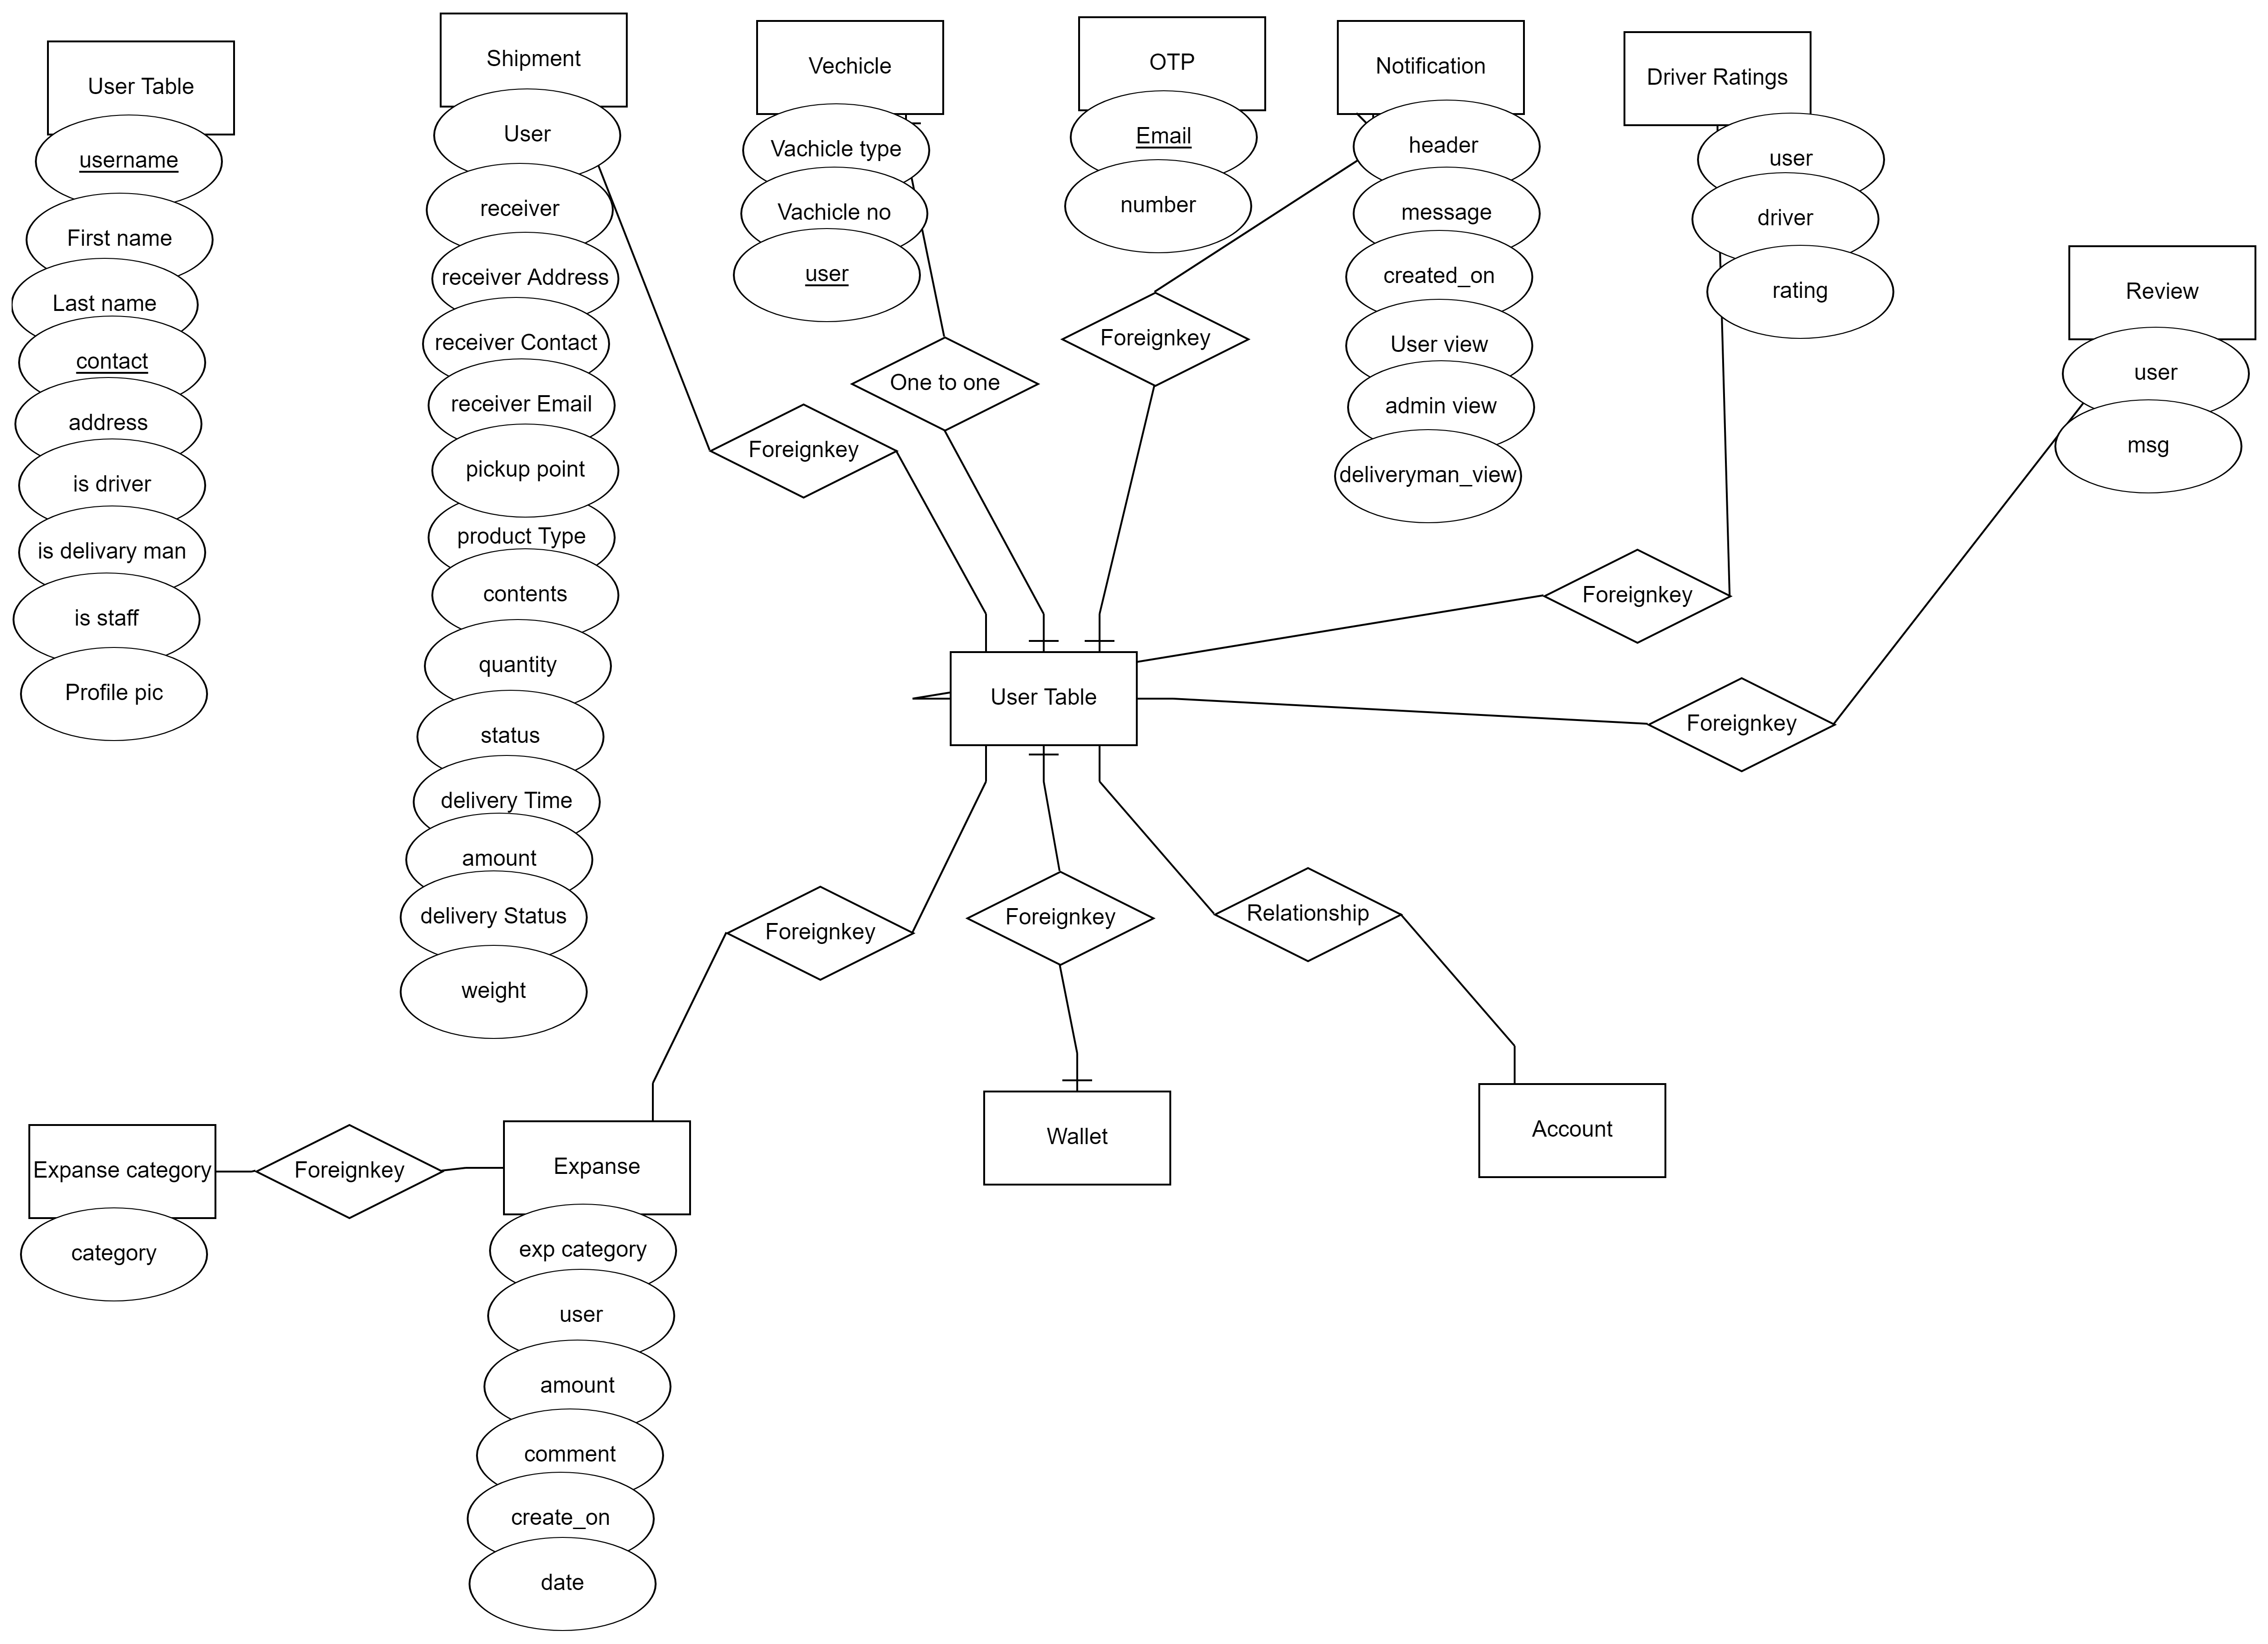 User Table
username
First name
Last name
contact
address
is driver
is delivary man
is staff
Profile pic
Shipment
User
receiver
receiver Address
receiver Contact
receiver Email
pickup point
product Type
contents
quantity
status
delivery Time
amount
delivery Status
weight
Vechicle
Vachicle type
Vachicle no
user
OTP
Email
number
Notification
header
message
created_on
User view
admin view
deliveryman_view
Driver Ratings
user
driver
rating
Review
user
msg
Foreignkey
One to one
Foreignkey
Foreignkey
Foreignkey
User Table
Foreignkey
Foreignkey
Relationship
Wallet
Account
Expanse category
category
Foreignkey
Expanse
exp category
user
amount
comment
create_on
date